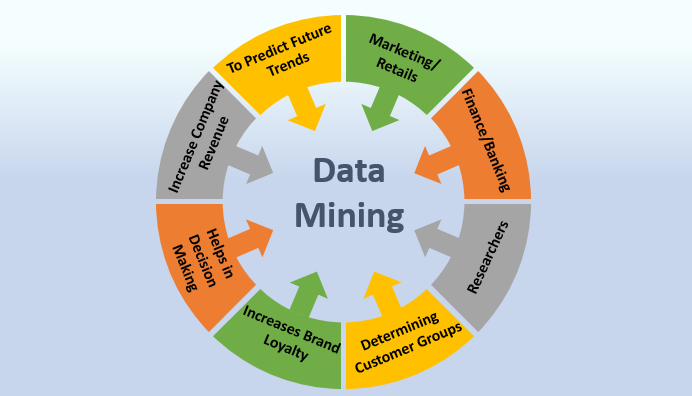 Data
Mining
To Predict Future
Trends
Marketing/
Retails
Finance/Banking
Researchers
Determining
Customer Groups
Increases Brand
Loyalty
Helps in
Decision
Making
Increase Company
Revenue